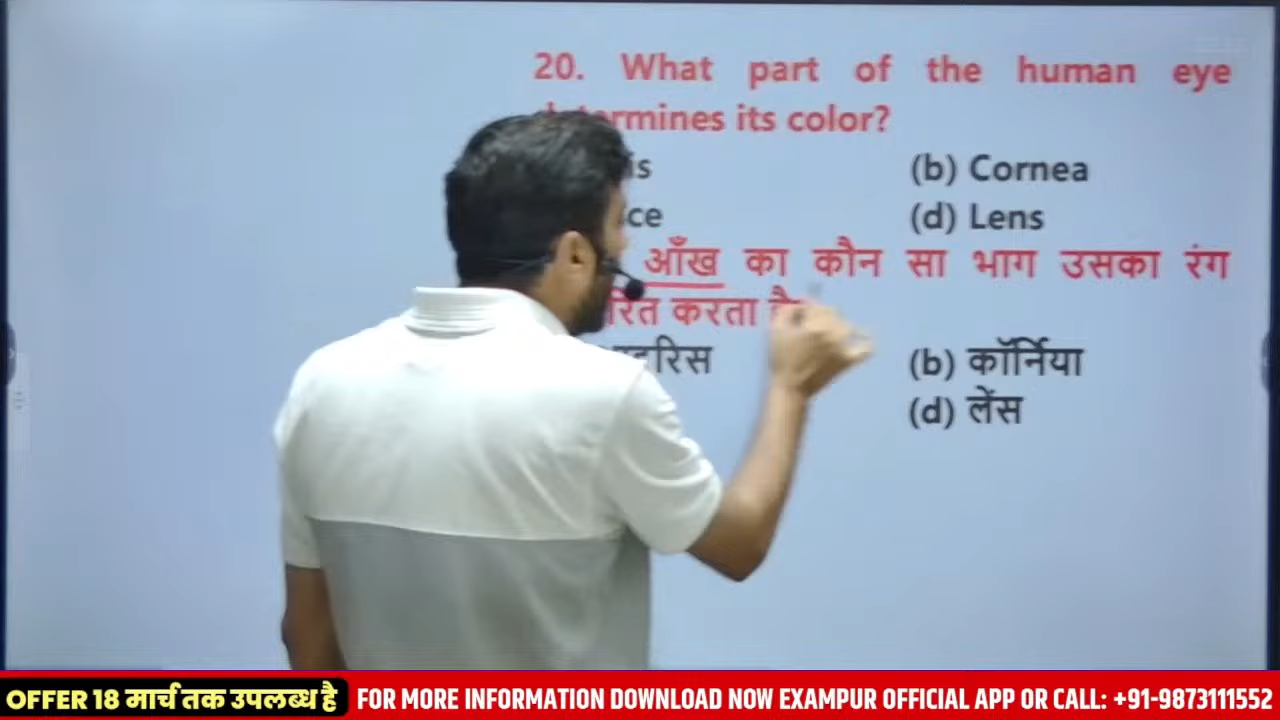 20. What part of the human eye
determines its color?
is (b) Cornea
ce (d) Lens
आँख का कौन सा भाग उसका रंग
रित करता है
इरिस (b) कॉर्निया
(d) लेंस
OFFER 18 मार्च तक उपलब्ध है FOR MORE INFORMATION DOWNLOAD NOW EXAMPUR OFFICIAL APP OR CALL: +91-9873111552